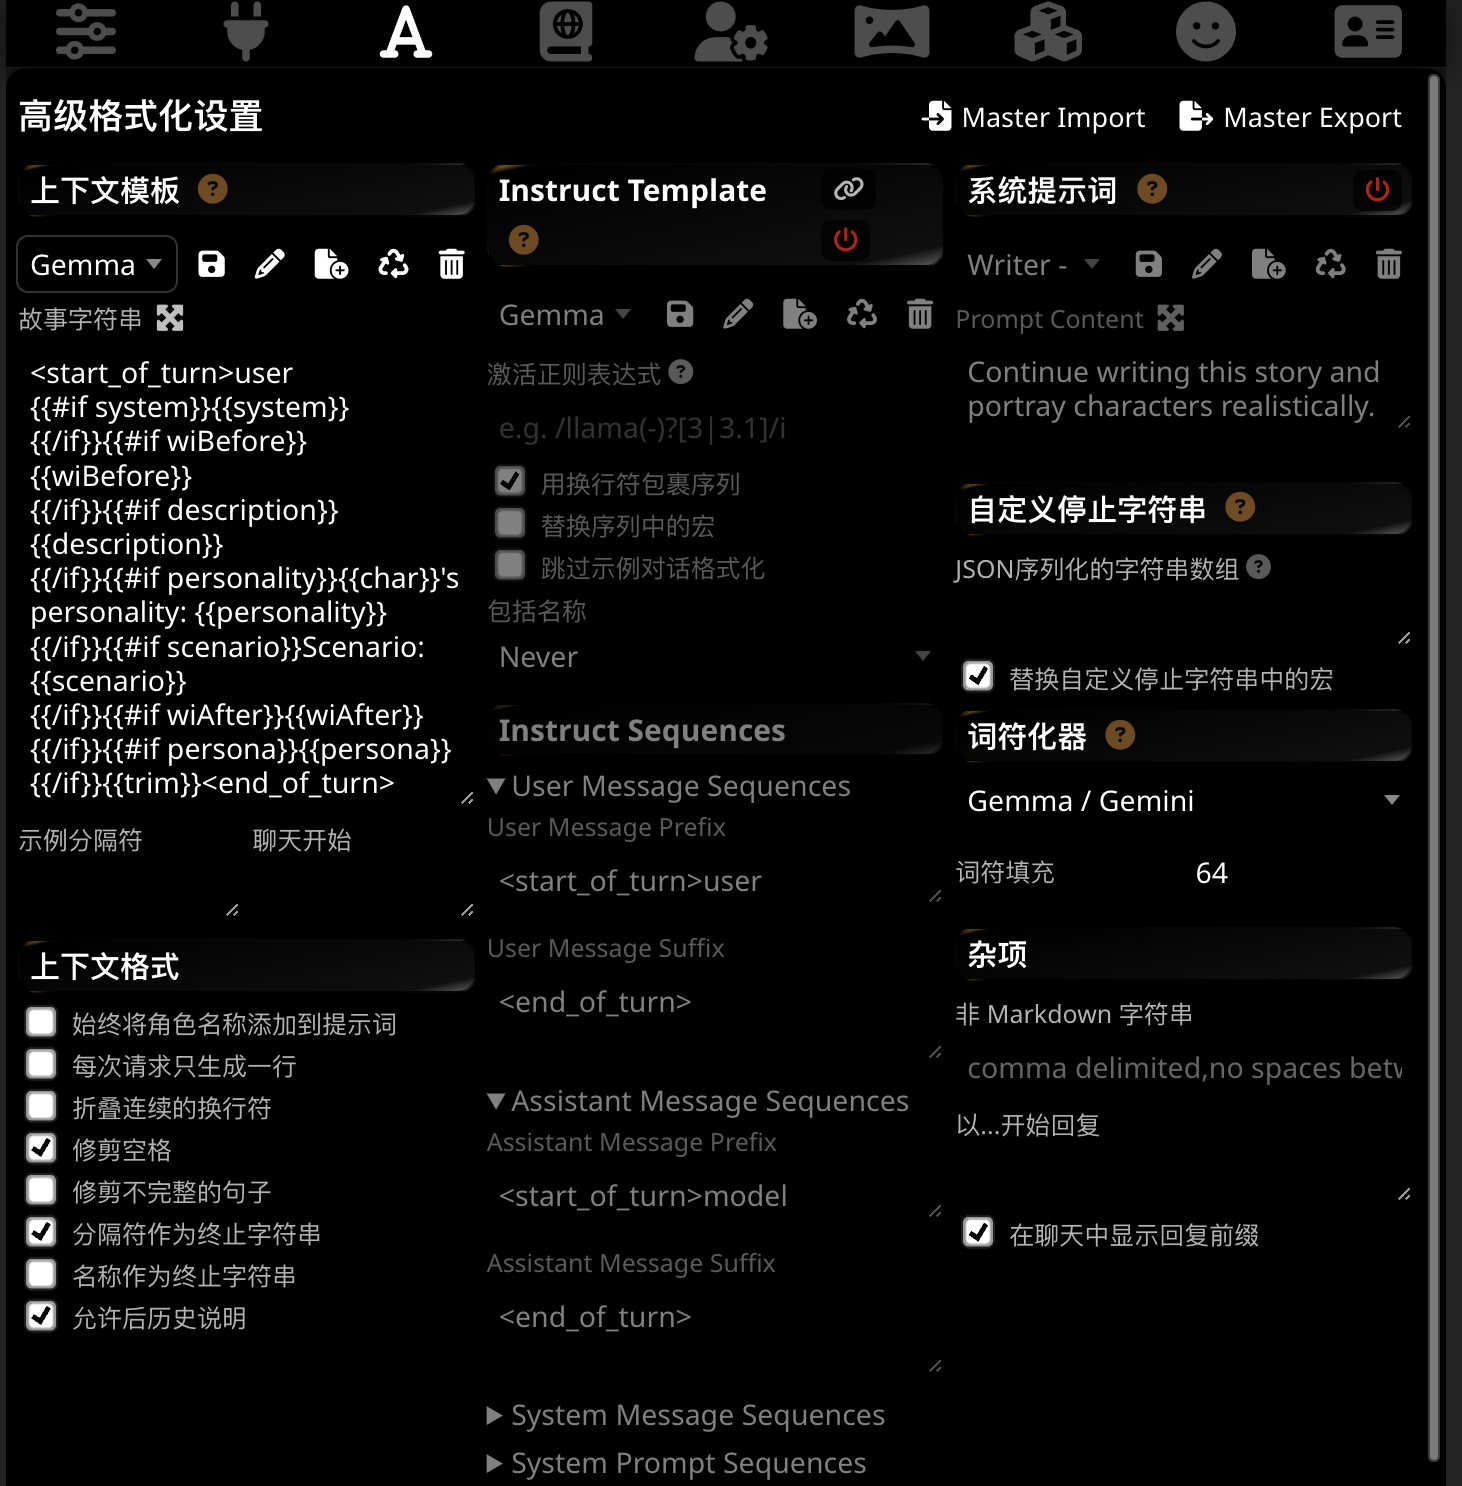 高级格式化设置
Master Import
Master Export
上下文模板
Gemma
故事字符串
<start_of_turn>user
{{#if system}}{{system}}
{{/if}}{{#if wiBefore}}
{{wiBefore}}
{{/if}}{{#if description}}
{{description}}
{{/if}}{{#if personality}}{{char}}'s
personality: {{personality}}
{{/if}}{{#if scenario}}Scenario:
{{scenario}}
{{/if}}{{#if wiAfter}}{{wiAfter}}
{{/if}}{{#if persona}}{{persona}}
{{/if}}{{trim}}<end_of_turn>
示例分隔符
聊天开始
上下文格式
始终将角色名称添加到提示词
每次请求只生成一行
折叠连续的换行符
修剪空格
修剪不完整的句子
分隔符作为终止字符串
名称作为终止字符串
允许后历史说明
Instruct Template
Gemma
激活正则表达式
e.g. /llama(-)?[3|3.1]/i
用换行符包裹序列
替换序列中的宏
跳过示例对话格式化
包括名称
Never
Instruct Sequences
User Message Sequences
User Message Prefix
<start_of_turn>user
User Message Suffix
<end_of_turn>
Assistant Message Sequences
Assistant Message Prefix
<start_of_turn>model
Assistant Message Suffix
<end_of_turn>
System Message Sequences
System Prompt Sequences
系统提示词
Writer -
Prompt Content
Continue writing this story and
portray characters realistically.
自定义停止字符串
JSON序列化的字符串数组
替换自定义停止字符串中的宏
词符化器
Gemma / Gemini
词符填充
64
杂项
非 Markdown 字符串
comma delimited,no spaces betw
以...开始回复
在聊天中显示回复前缀